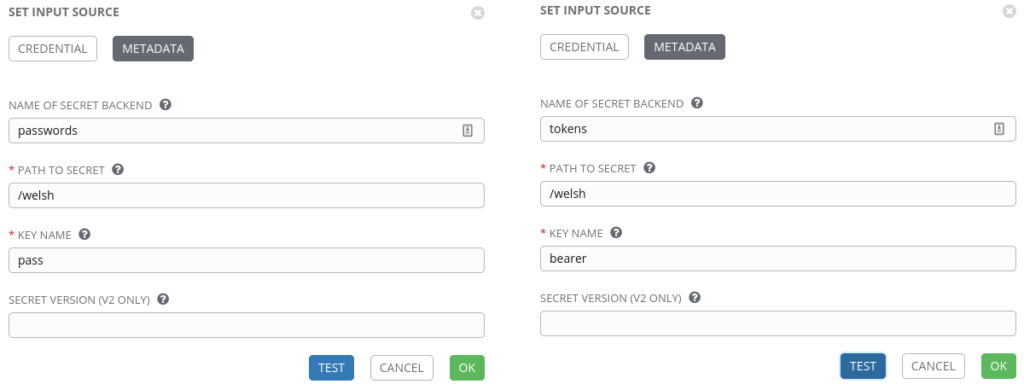 SET INPUT SOURCE
CREDENTIAL METADATA
NAME OF SECRET BACKEND ?
passwords
* PATH TO SECRET ?
/welsh
* KEY NAME ?
pass
SECRET VERSION (V2 ONLY) ?
TEST CANCEL OK
SET INPUT SOURCE
CREDENTIAL METADATA
NAME OF SECRET BACKEND ?
tokens
* PATH TO SECRET ?
/welsh
* KEY NAME ?
bearer
SECRET VERSION (V2 ONLY) ?
TEST CANCEL OK